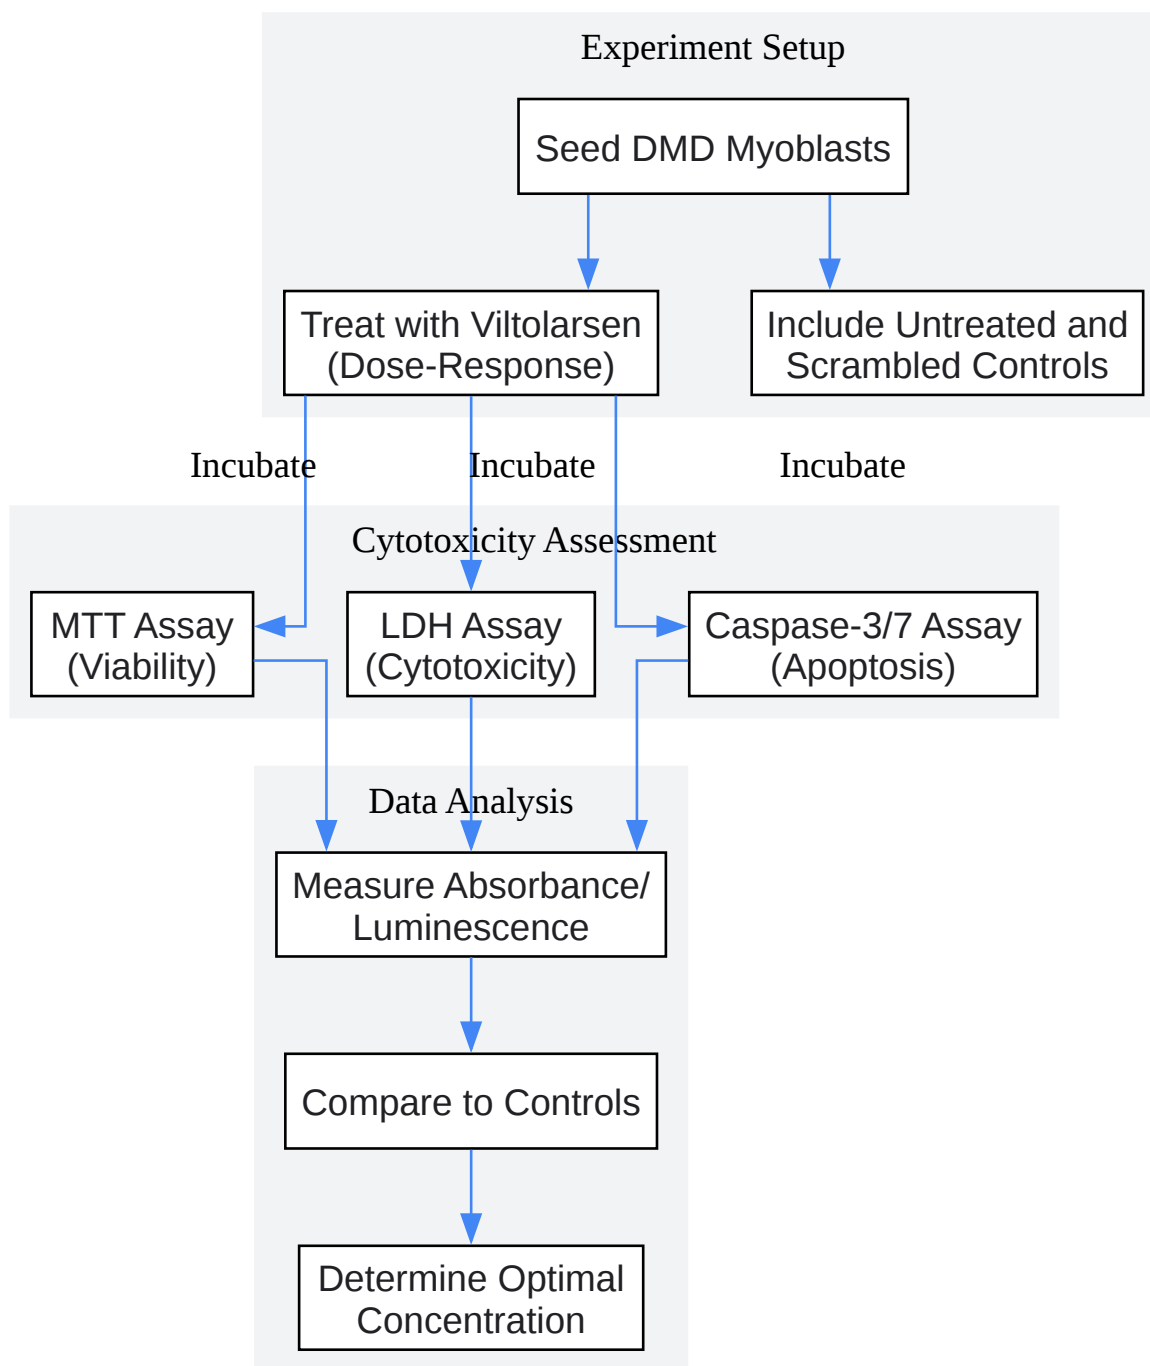 Experiment Setup
Seed DMD Myoblasts
Treat with Viltolarsen
(Dose-Response)
Include Untreated and
Scrambled Controls
Incubate
Incubate
Incubate
Cytotoxicity Assessment
MTT Assay
(Viability)
LDH Assay
(Cytotoxicity)
Caspase-3/7 Assay
(Apoptosis)
Data Analysis
Measure Absorbance/
Luminescence
Compare to Controls
Determine Optimal
Concentration